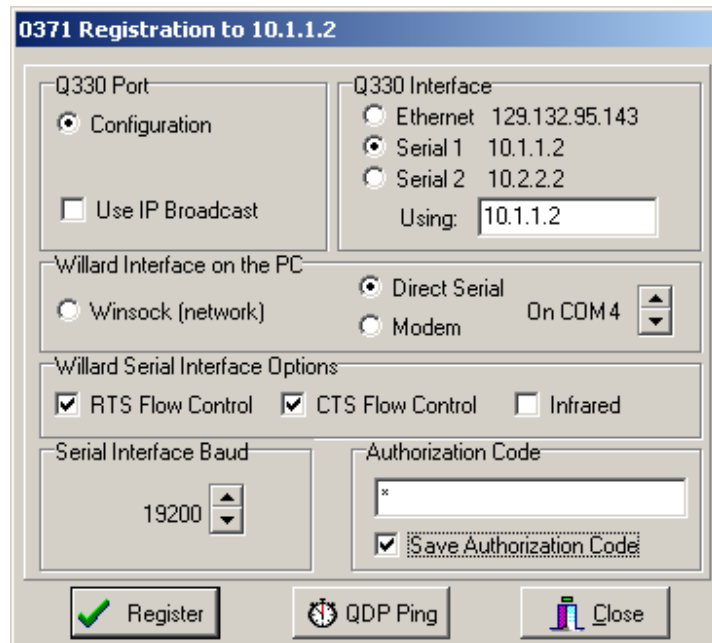 0371 Registration to 10.1.1.2
Q330 Port
Configuration
Use IP Broadcast
Q330 Interface
Ethernet 129.132.95.143
Serial 1 10.1.1.2
Serial 2 10.2.2.2
Using: 10.1.1.2
Willard Interface on the PC
Winsock (network)
Direct Serial
Modem
On COM4
Willard Serial Interface Options
RTS Flow Control CTS Flow Control Infrared
Serial Interface Baud
19200
Authorization Code
*
Save Authorization Code
Register QDP Ping Close